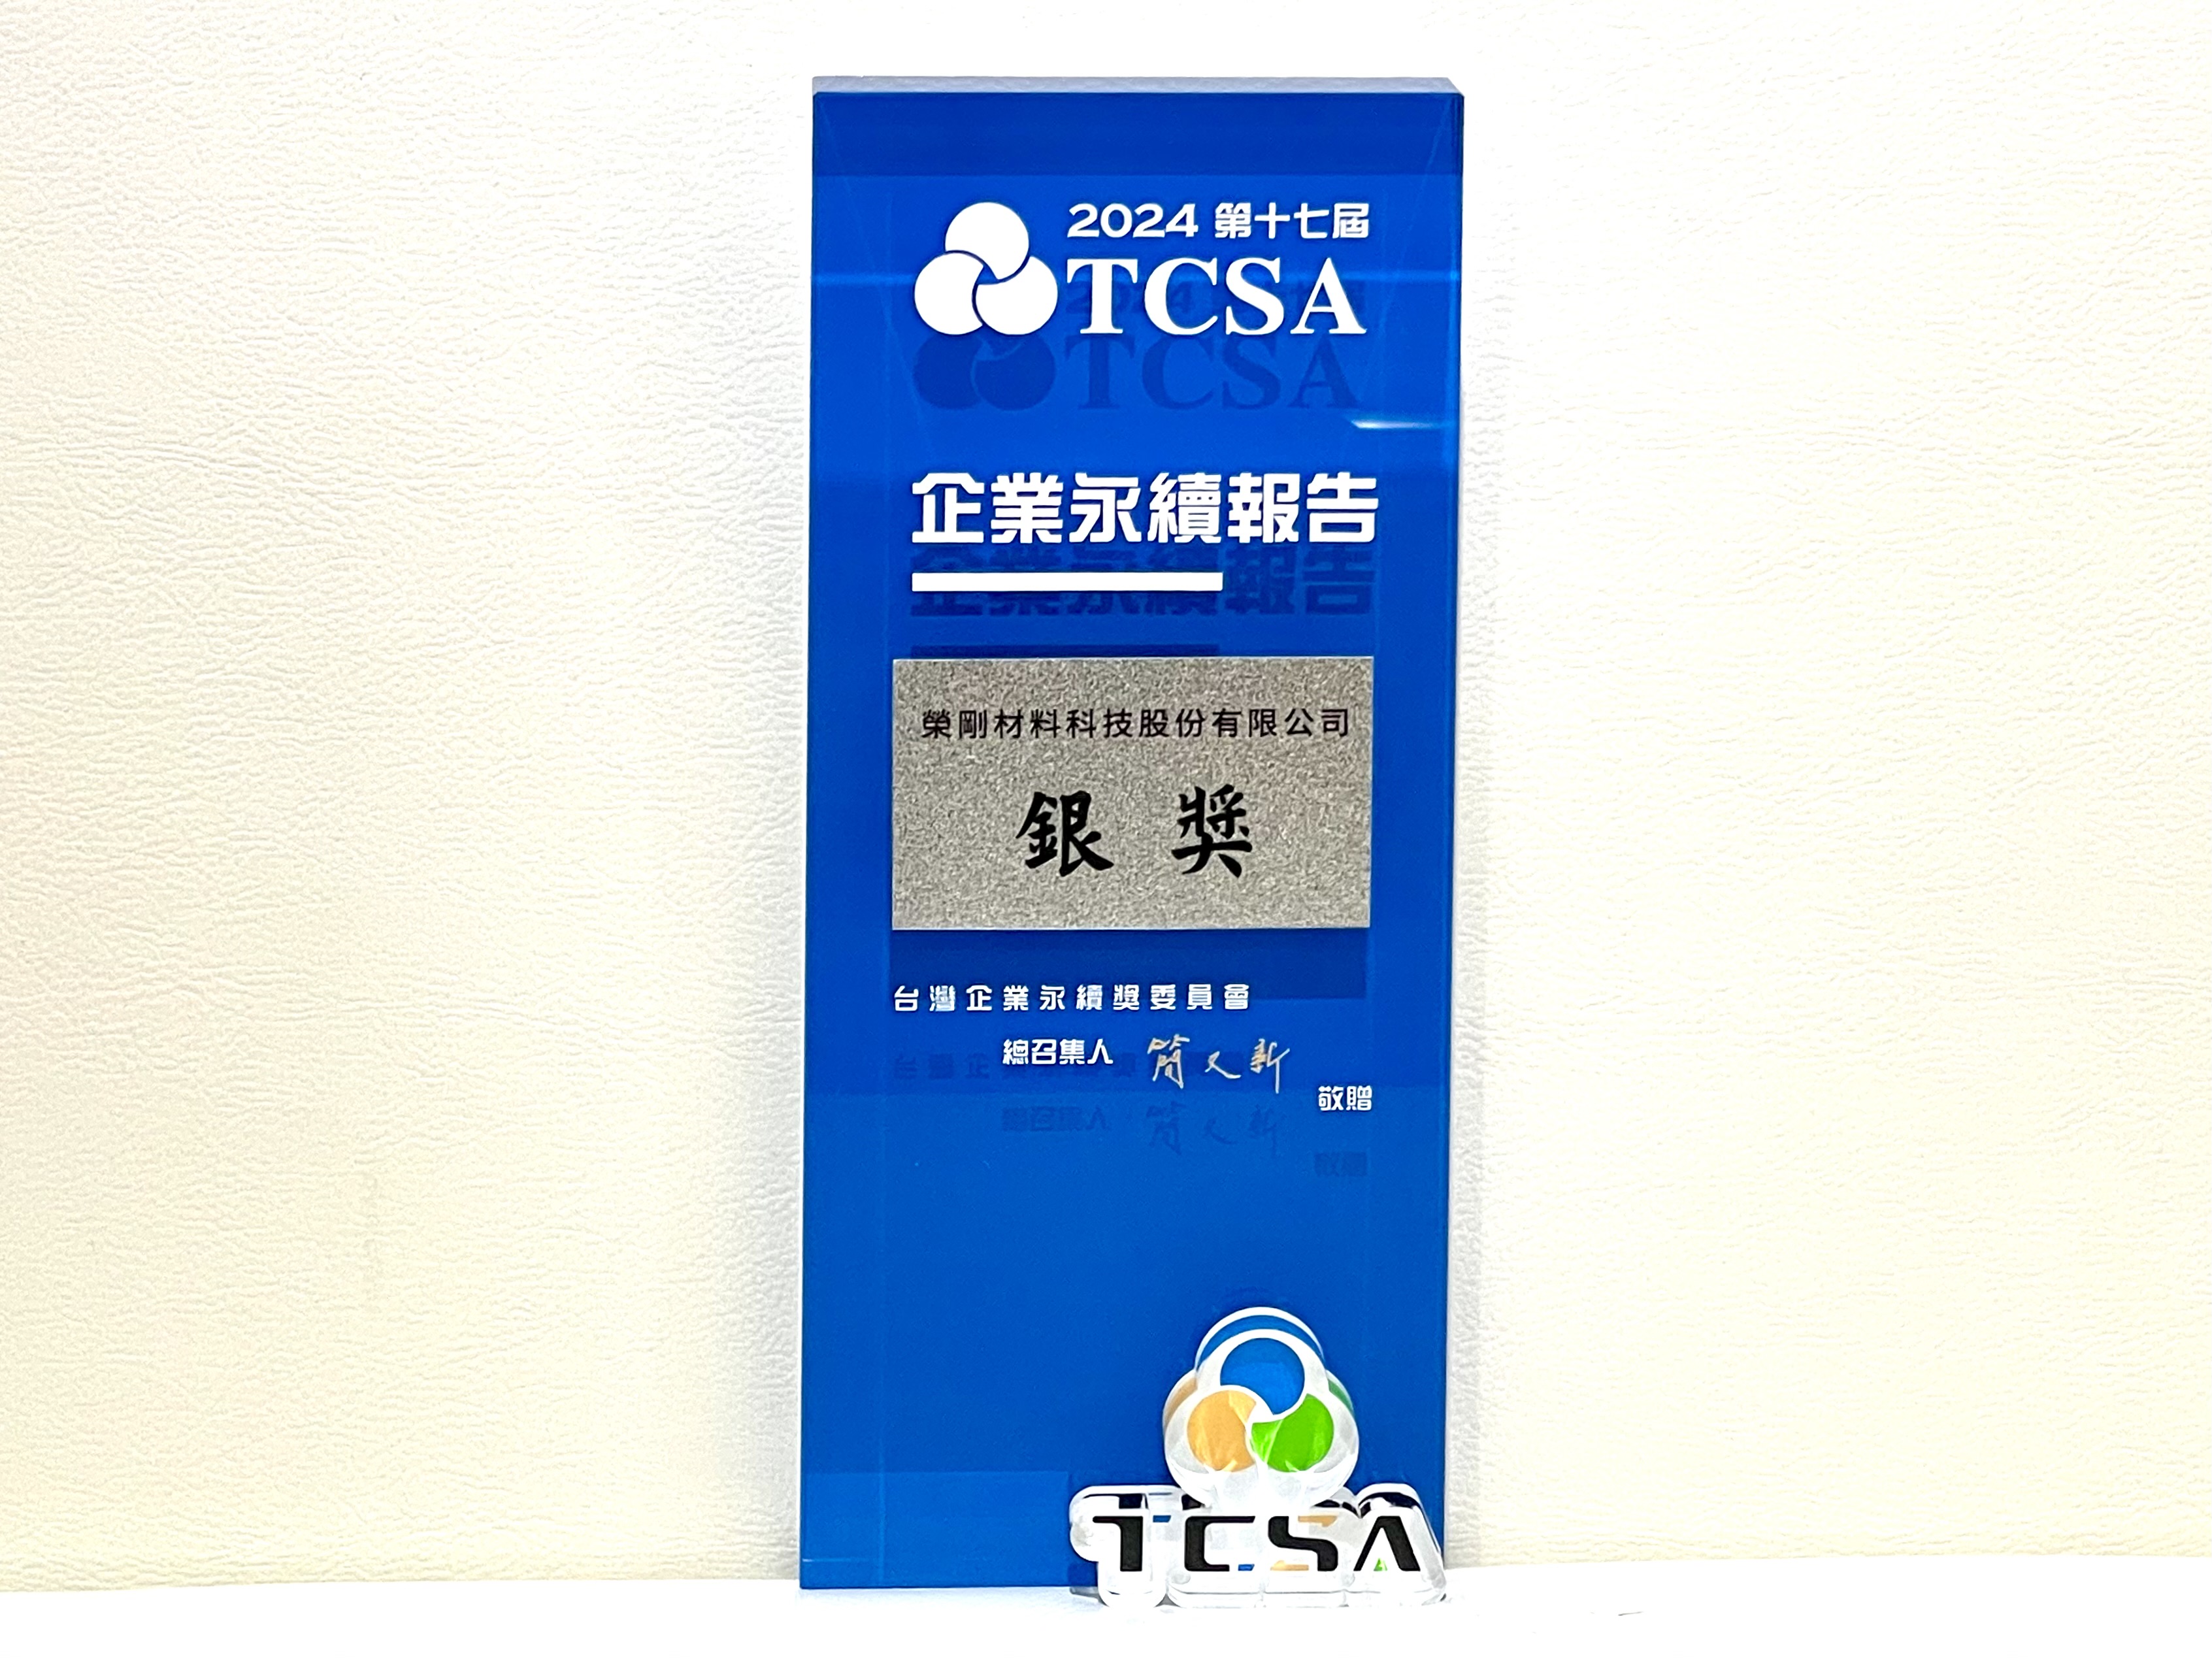 2024 第十七屆
TCSA
企業永續報告
榮剛材料科技股份有限公司
銀 獎
台灣企業永續獎委員會
總召集人 簡又新
敬贈
TCSA